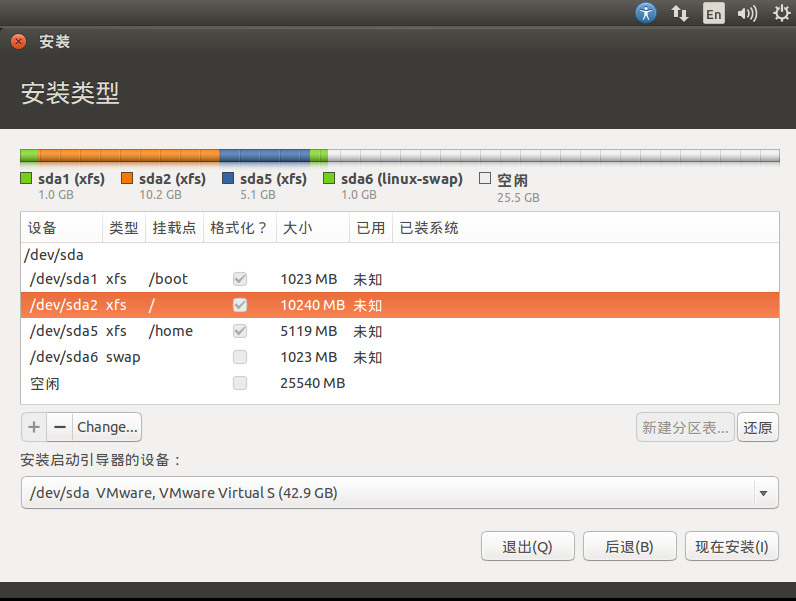 En
安装
安装类型
sda1 (xfs) sda2 (xfs) sda5 (xfs) sda6 (linux-swap) 空闲
1.0 GB 10.2 GB 5.1 GB 1.0 GB 25.5 GB
设备 类型 挂载点 格式化？ 大小 已用 已装系统
/dev/sda
/dev/sda1 xfs /boot 1023 MB 未知
/dev/sda2 xfs / 10240 MB 未知
/dev/sda5 xfs /home 5119 MB 未知
/dev/sda6 swap 1023 MB 未知
空闲 25540 MB
+ − Change... 新建分区表... 还原
安装启动引导器的设备：
/dev/sda VMware, VMware Virtual S (42.9 GB)
退出(Q) 后退(B) 现在安装(I)